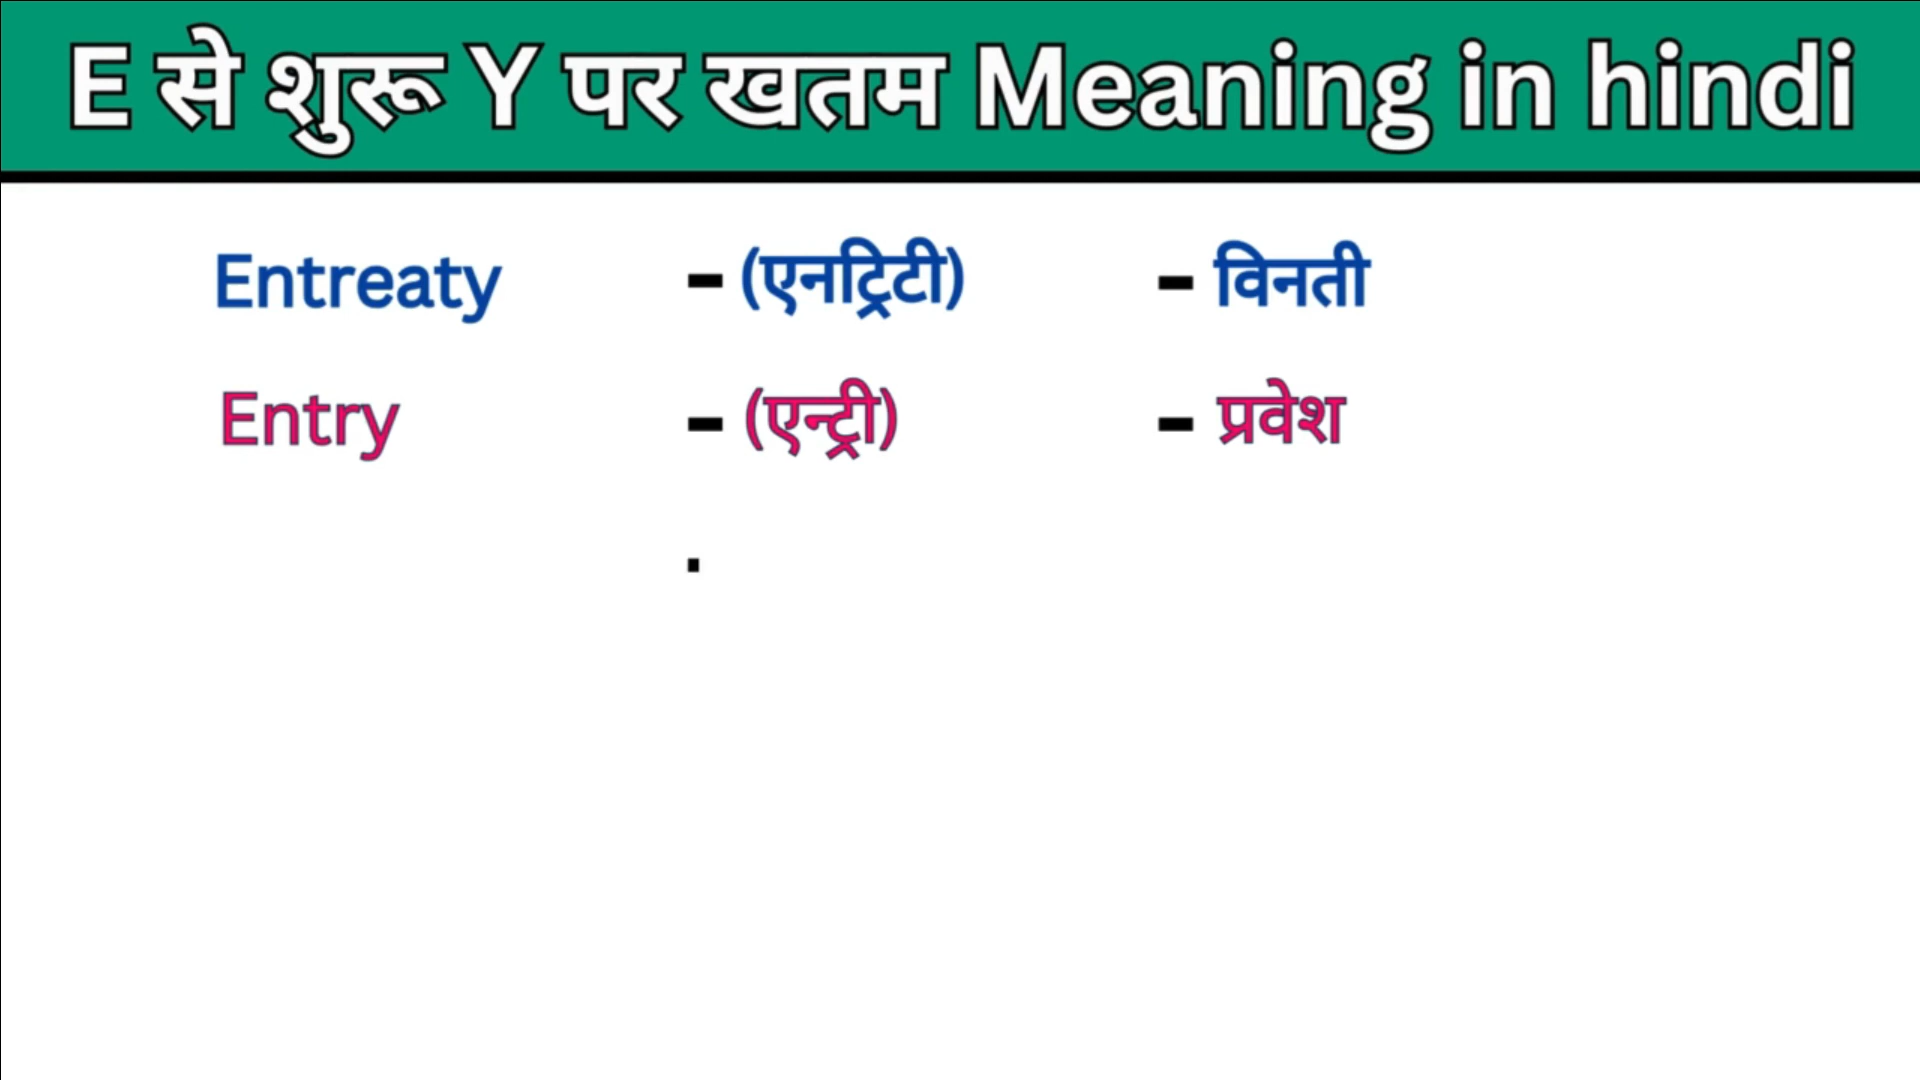 E से शुरू Y पर खतम Meaning in hindi
Entreaty - (एनट्रिटी) - विनती
Entry - (एन्ट्री) - प्रवेश